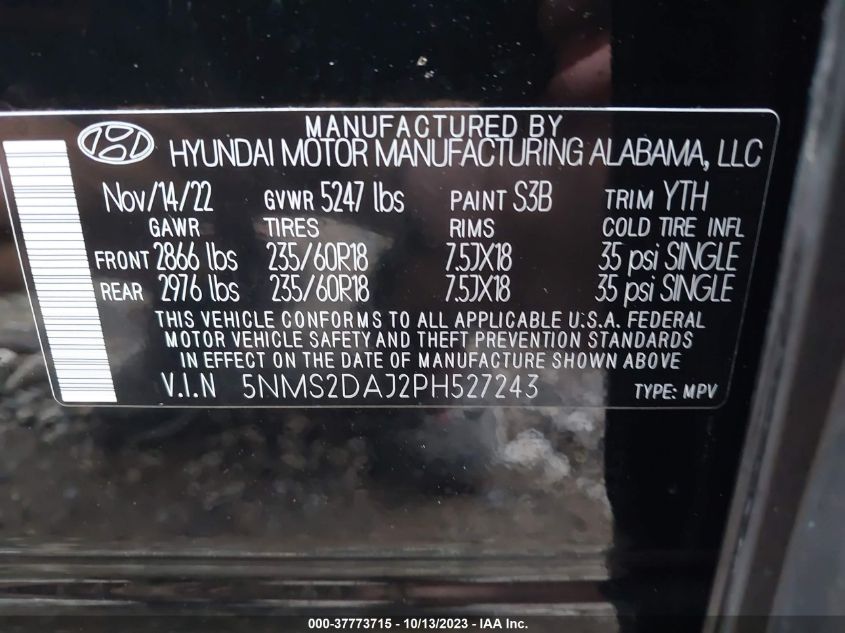 MANUFACTURED BY
HYUNDAI MOTOR MANUFACTURING ALABAMA, LLC
Nov/14/22 GVWR 5247 lbs PAINT S3B TRIM YTH
GAWR TIRES RIMS COLD TIRE INFL
FRONT 2866 lbs 235/60R18 7.5JX18 35 psi SINGLE
REAR 2976 lbs 235/60R18 7.5JX18 35 psi SINGLE
THIS VEHICLE CONFORMS TO ALL APPLICABLE U.S.A. FEDERAL
MOTOR VEHICLE SAFETY AND THEFT PREVENTION STANDARDS
IN EFFECT ON THE DATE OF MANUFACTURE SHOWN ABOVE
V.I.N 5NMS2DAJ2PH527243 TYPE: MPV
000-37773715 - 10/13/2023 - IAA Inc.